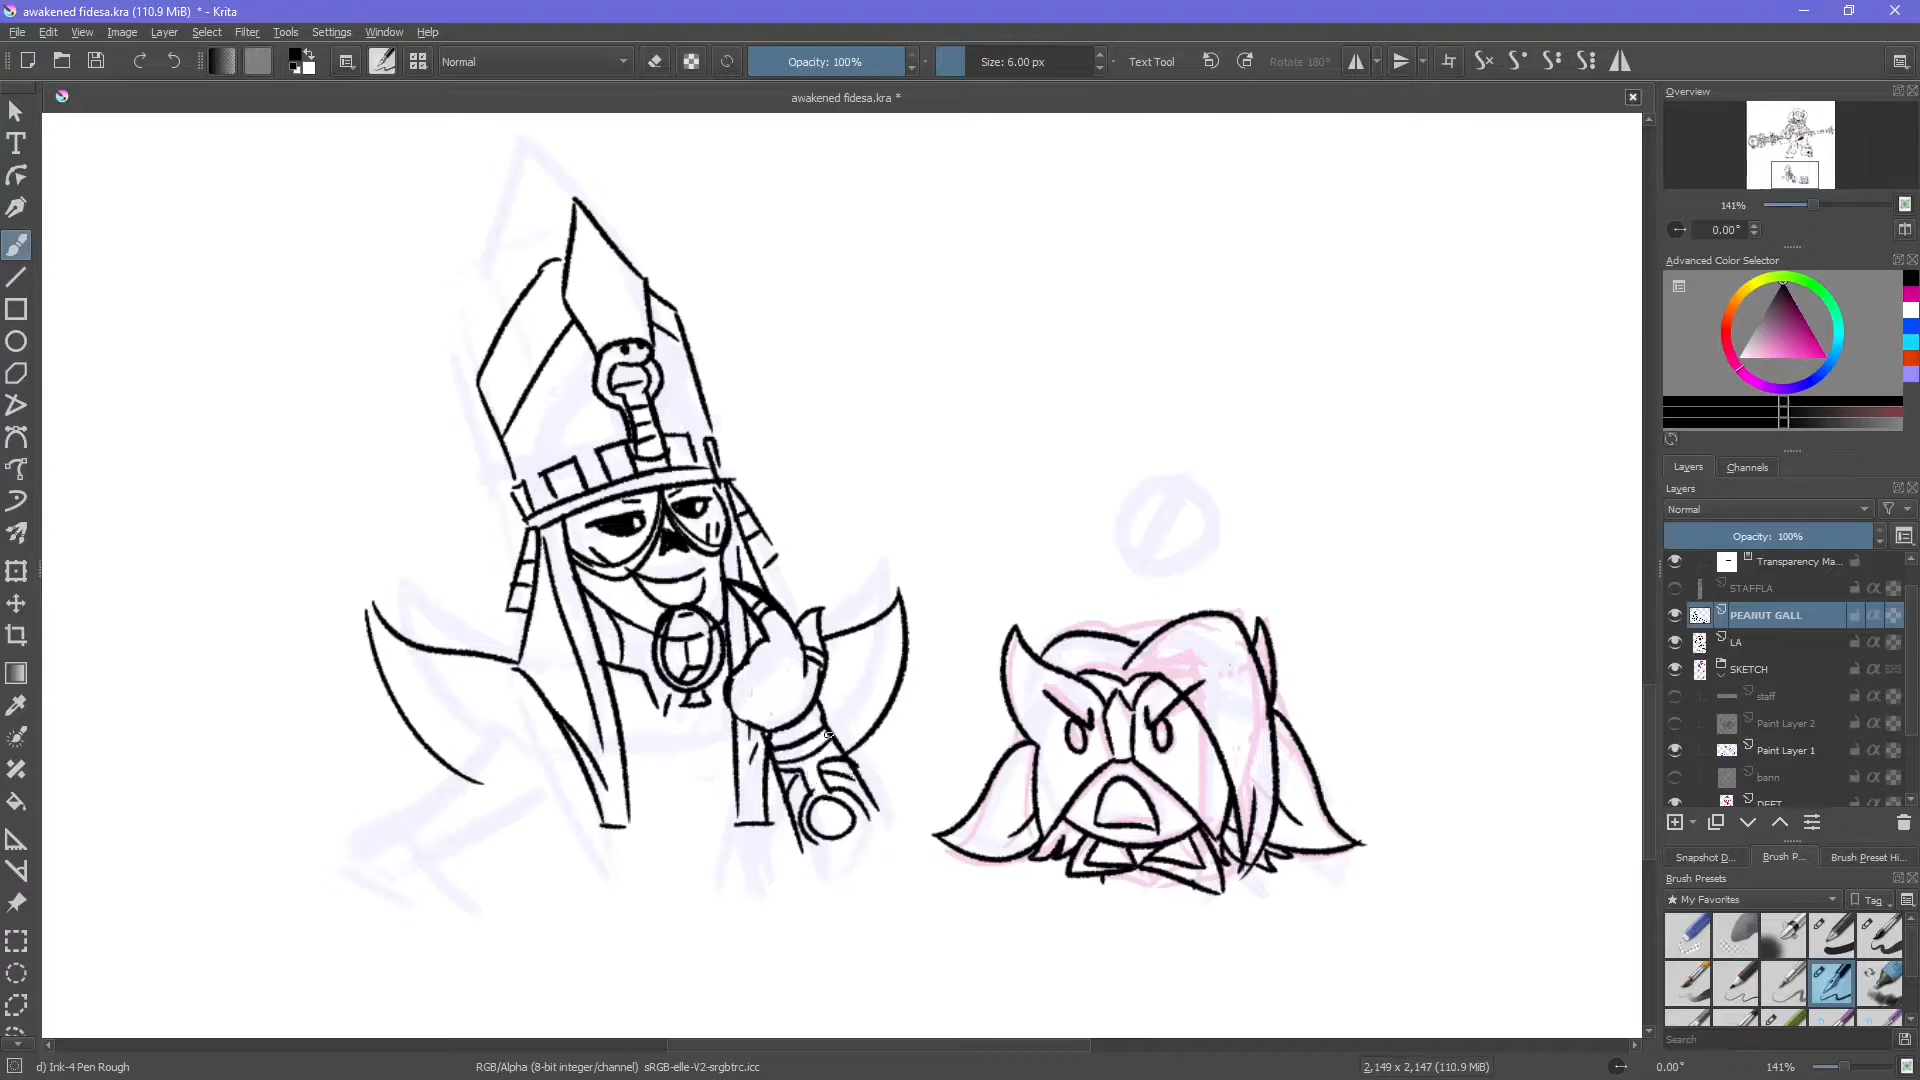 awakened fidesa.kra (110.9 MiB)  * - Krita
File Edit View Image Layer Select Filter Tools Settings Window Help
Normal
Opacity: 100%
Size: 6.00 px
Text Tool
Rotate 180°
awakened fidesa.kra *
Overview
141%
0.00°
Advanced Color Selector
Layers Channels
Layers
Normal
Opacity: 100%
Transparency Ma...
STAFFLA
PEANUT GALL
LA
SKETCH
staff
Paint Layer 2
Paint Layer 1
bann
Snapshot D... Brush P... Brush Preset Hi...
Brush Presets
My Favorites
Tag
Search
d) Ink-4 Pen Rough
RGB/Alpha (8-bit integer/channel) sRGB-elle-V2-srgbtrc.icc
2,149 x 2,147 (110.9 MiB)
0.00°
141%